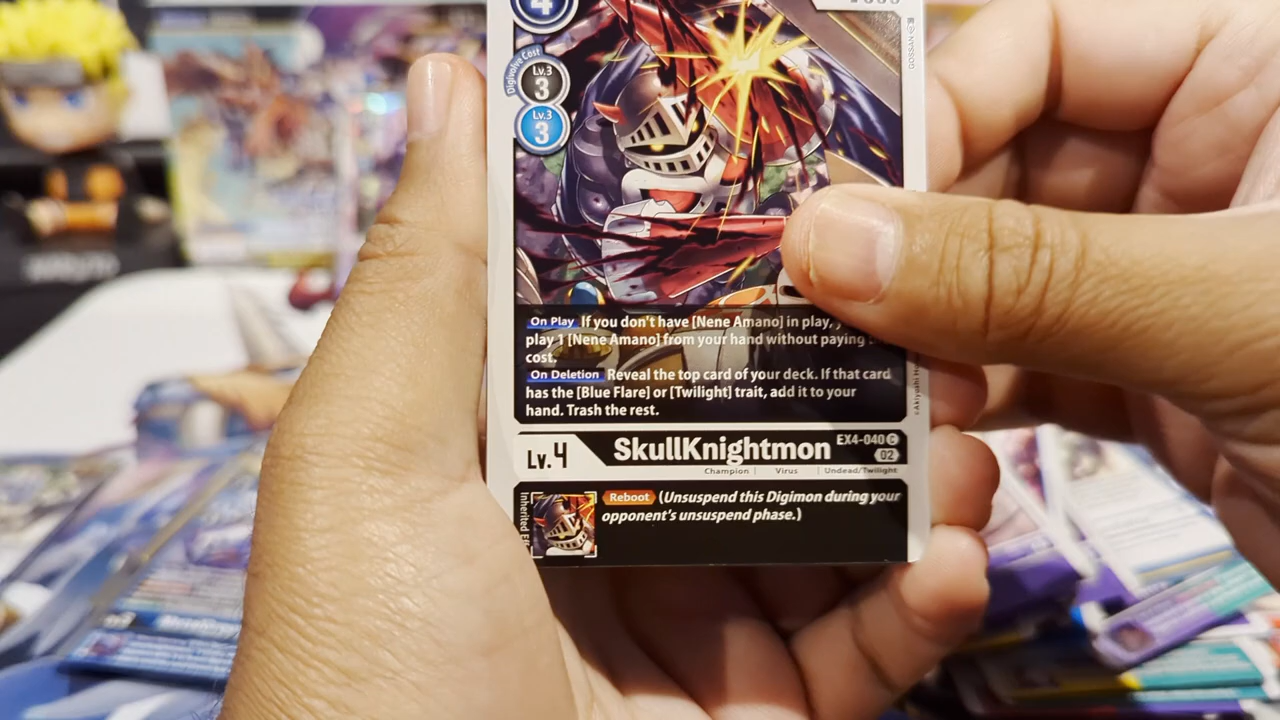 4
Digivolve Cost
Lv.3
3
Lv.3
3
GOSSAN
On Play If you don't have [Nene Amano] in play,
play 1 [Nene Amano] from your hand without paying
cost.
On Deletion Reveal the top card of your deck. If that card
has the [Blue Flare] or [Twilight] trait, add it to your
hand. Trash the rest.
Lv.4 SkullKnightmon EX4-040 C
02
Champion | Virus | Undead/Twilight
Inherited
Reboot (Unsuspend this Digimon during your
opponent's unsuspend phase.)